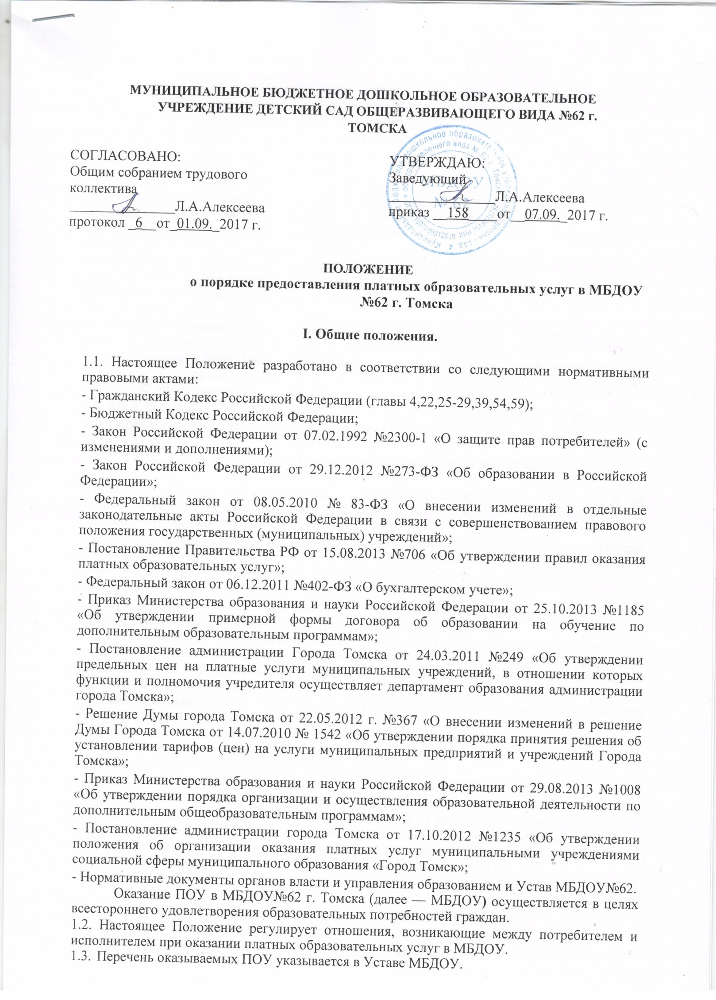 МУНИЦИПАЛЬНОЕ БЮДЖЕТНОЕ ДОШКОЛЬНОЕ ОБРАЗОВАТЕЛЬНОЕ
УЧРЕЖДЕНИЕ ДЕТСКИЙ САД ОБЩЕРАЗВИВАЮЩЕГО ВИДА №62 г.
ТОМСКА
СОГЛАСОВАНО:
Общим собранием трудового
коллектива
_______________Л.А.Алексеева
протокол _6__от_01.09._2017 г.
УТВЕРЖДАЮ:
Заведующий
_______________Л.А.Алексеева
приказ __158____от__07.09._2017 г.
МБДОУ
№ 62
ПОЛОЖЕНИЕ
о порядке предоставления платных образовательных услуг в МБДОУ
№62 г. Томска
I. Общие положения.
1.1. Настоящее Положение разработано в соответствии со следующими нормативными
правовыми актами:
- Гражданский Кодекс Российской Федерации (главы 4,22,25-29,39,54,59);
- Бюджетный Кодекс Российской Федерации;
- Закон Российской Федерации от 07.02.1992 №2300-1 «О защите прав потребителей» (с
изменениями и дополнениями);
- Закон Российской Федерации от 29.12.2012 №273-ФЗ «Об образовании в Российской
Федерации»;
- Федеральный закон от 08.05.2010 № 83-ФЗ «О внесении изменений в отдельные
законодательные акты Российской Федерации в связи с совершенствованием правового
положения государственных (муниципальных) учреждений»;
- Постановление Правительства РФ от 15.08.2013 №706 «Об утверждении правил оказания
платных образовательных услуг»;
- Федеральный закон от 06.12.2011 №402-ФЗ «О бухгалтерском учете»;
- Приказ Министерства образования и науки Российской Федерации от 25.10.2013 №1185
«Об утверждении примерной формы договора об образовании на обучение по
дополнительным образовательным программам»;
- Постановление администрации Города Томска от 24.03.2011 №249 «Об утверждении
предельных цен на платные услуги муниципальных учреждений, в отношении которых
функции и полномочия учредителя осуществляет департамент образования администрации
города Томска»;
- Решение Думы города Томска от 22.05.2012 г. №367 «О внесении изменений в решение
Думы Города Томска от 14.07.2010 № 1542 «Об утверждении порядка принятия решения об
установлении тарифов (цен) на услуги муниципальных предприятий и учреждений Города
Томска»;
- Приказ Министерства образования и науки Российской Федерации от 29.08.2013 №1008
«Об утверждении порядка организации и осуществления образовательной деятельности по
дополнительным общеобразовательным программам»;
- Постановление администрации города Томска от 17.10.2012 №1235 «Об утверждении
положения об организации оказания платных услуг муниципальными учреждениями
социальной сферы муниципального образования «Город Томск»;
- Нормативные документы органов власти и управления образованием и Устав МБДОУ№62.
Оказание ПОУ в МБДОУ№62 г. Томска (далее — МБДОУ) осуществляется в целях
всестороннего удовлетворения образовательных потребностей граждан.
1.2. Настоящее Положение регулирует отношения, возникающие между потребителем и
исполнителем при оказании платных образовательных услуг в МБДОУ.
1.3. Перечень оказываемых ПОУ указывается в Уставе МБДОУ.